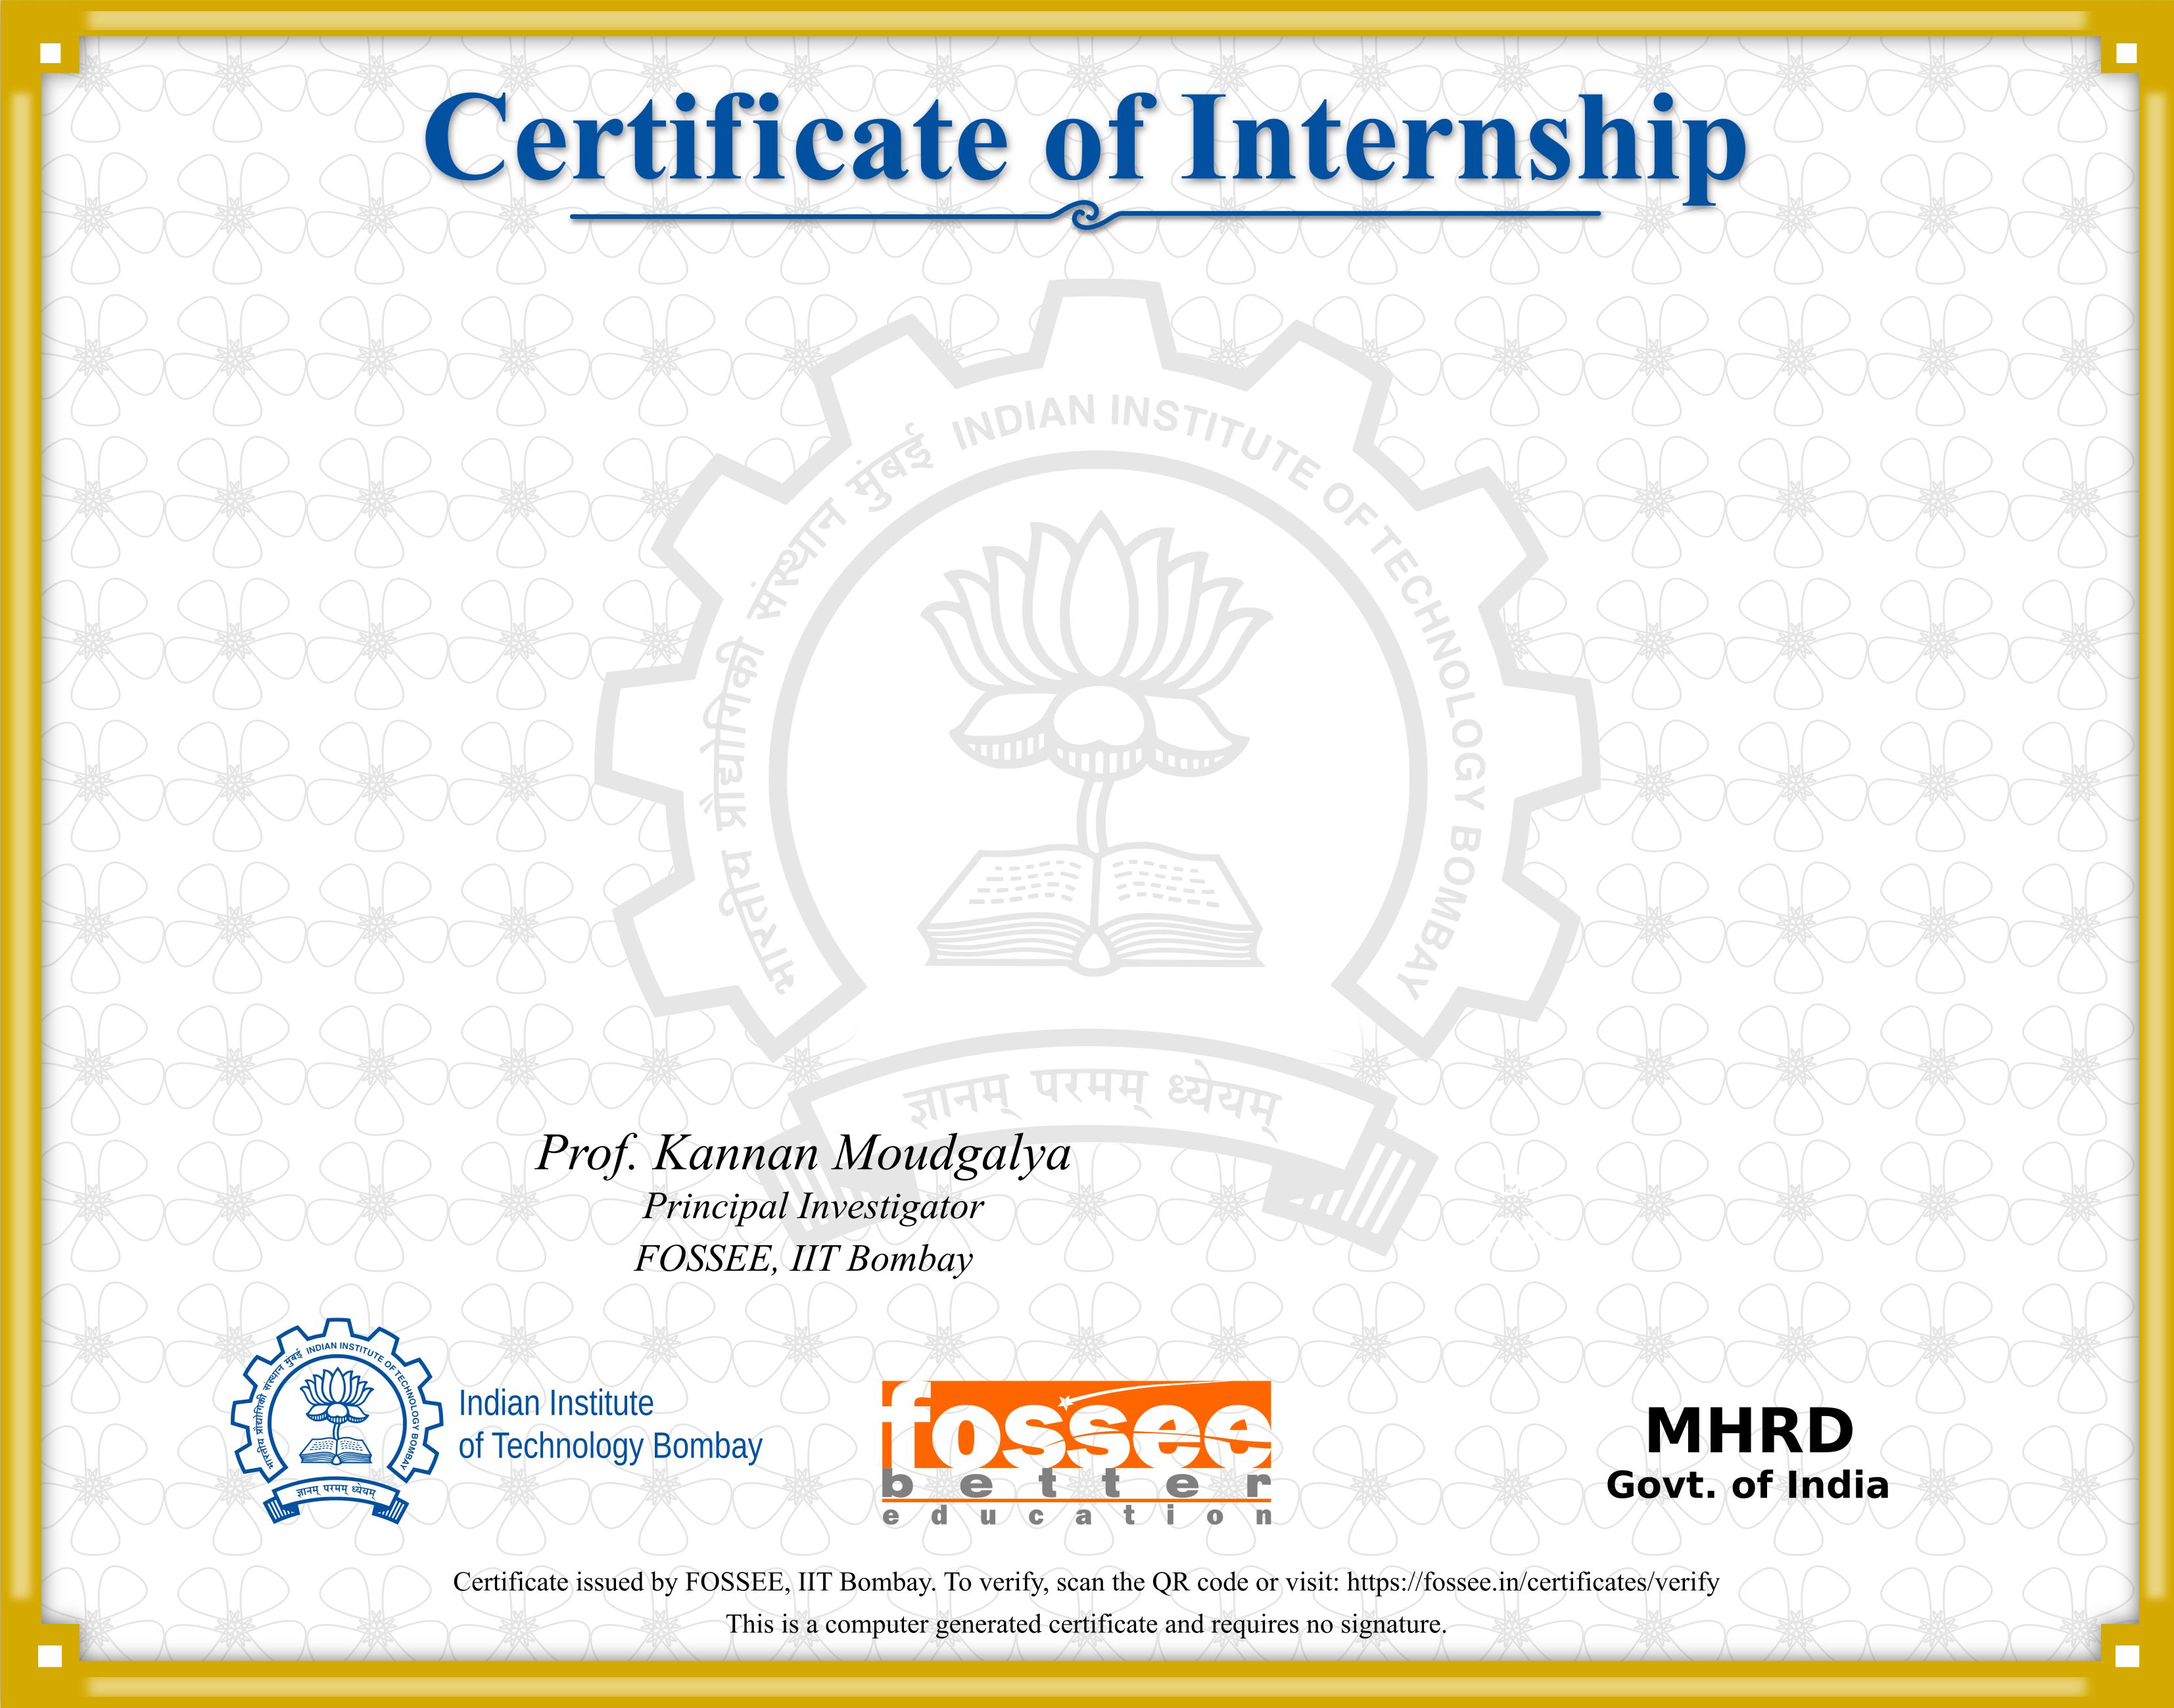 Certificate of Internship
भारतीय प्रौद्योगिकी संस्थान मुंबई INDIAN INSTITUTE OF TECHNOLOGY BOMBAY
ज्ञानम् परमम् ध्येयम्
Prof. Kannan Moudgalya
Principal Investigator
FOSSEE, IIT Bombay
भारतीय प्रौद्योगिकी संस्थान मुंबई INDIAN INSTITUTE OF TECHNOLOGY BOMBAY
ज्ञानम् परमम् ध्येयम्
Indian Institute
of Technology Bombay
fossee
better
education
MHRD
Govt. of India
Certificate issued by FOSSEE, IIT Bombay. To verify, scan the QR code or visit: https://fossee.in/certificates/verify
This is a computer generated certificate and requires no signature.